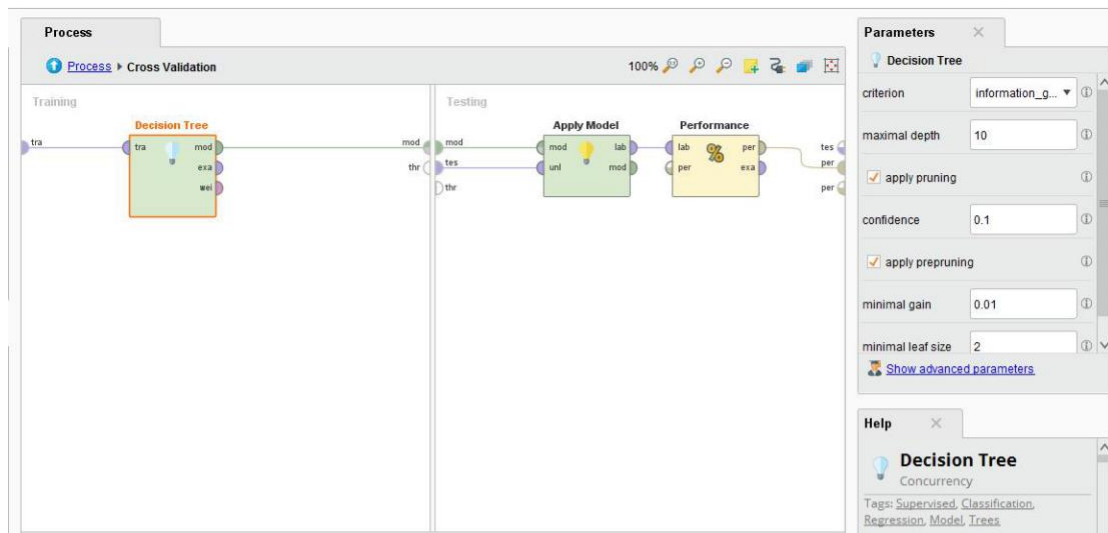 Process
Process ▸ Cross Validation
100%
Training
Testing
Decision Tree
tra
tra
mod
exa
wei
mod
thr
mod
tes
thr
Apply Model
mod
unl
lab
mod
Performance
lab
per
per
exa
tes
per
per
Parameters
Decision Tree
criterion
information_g...
maximal depth
10
apply pruning
confidence
0.1
apply prepruning
minimal gain
0.01
minimal leaf size
2
Show advanced parameters
Help
Decision Tree
Concurrency
Tags: Supervised, Classification,
Regression, Model, Trees